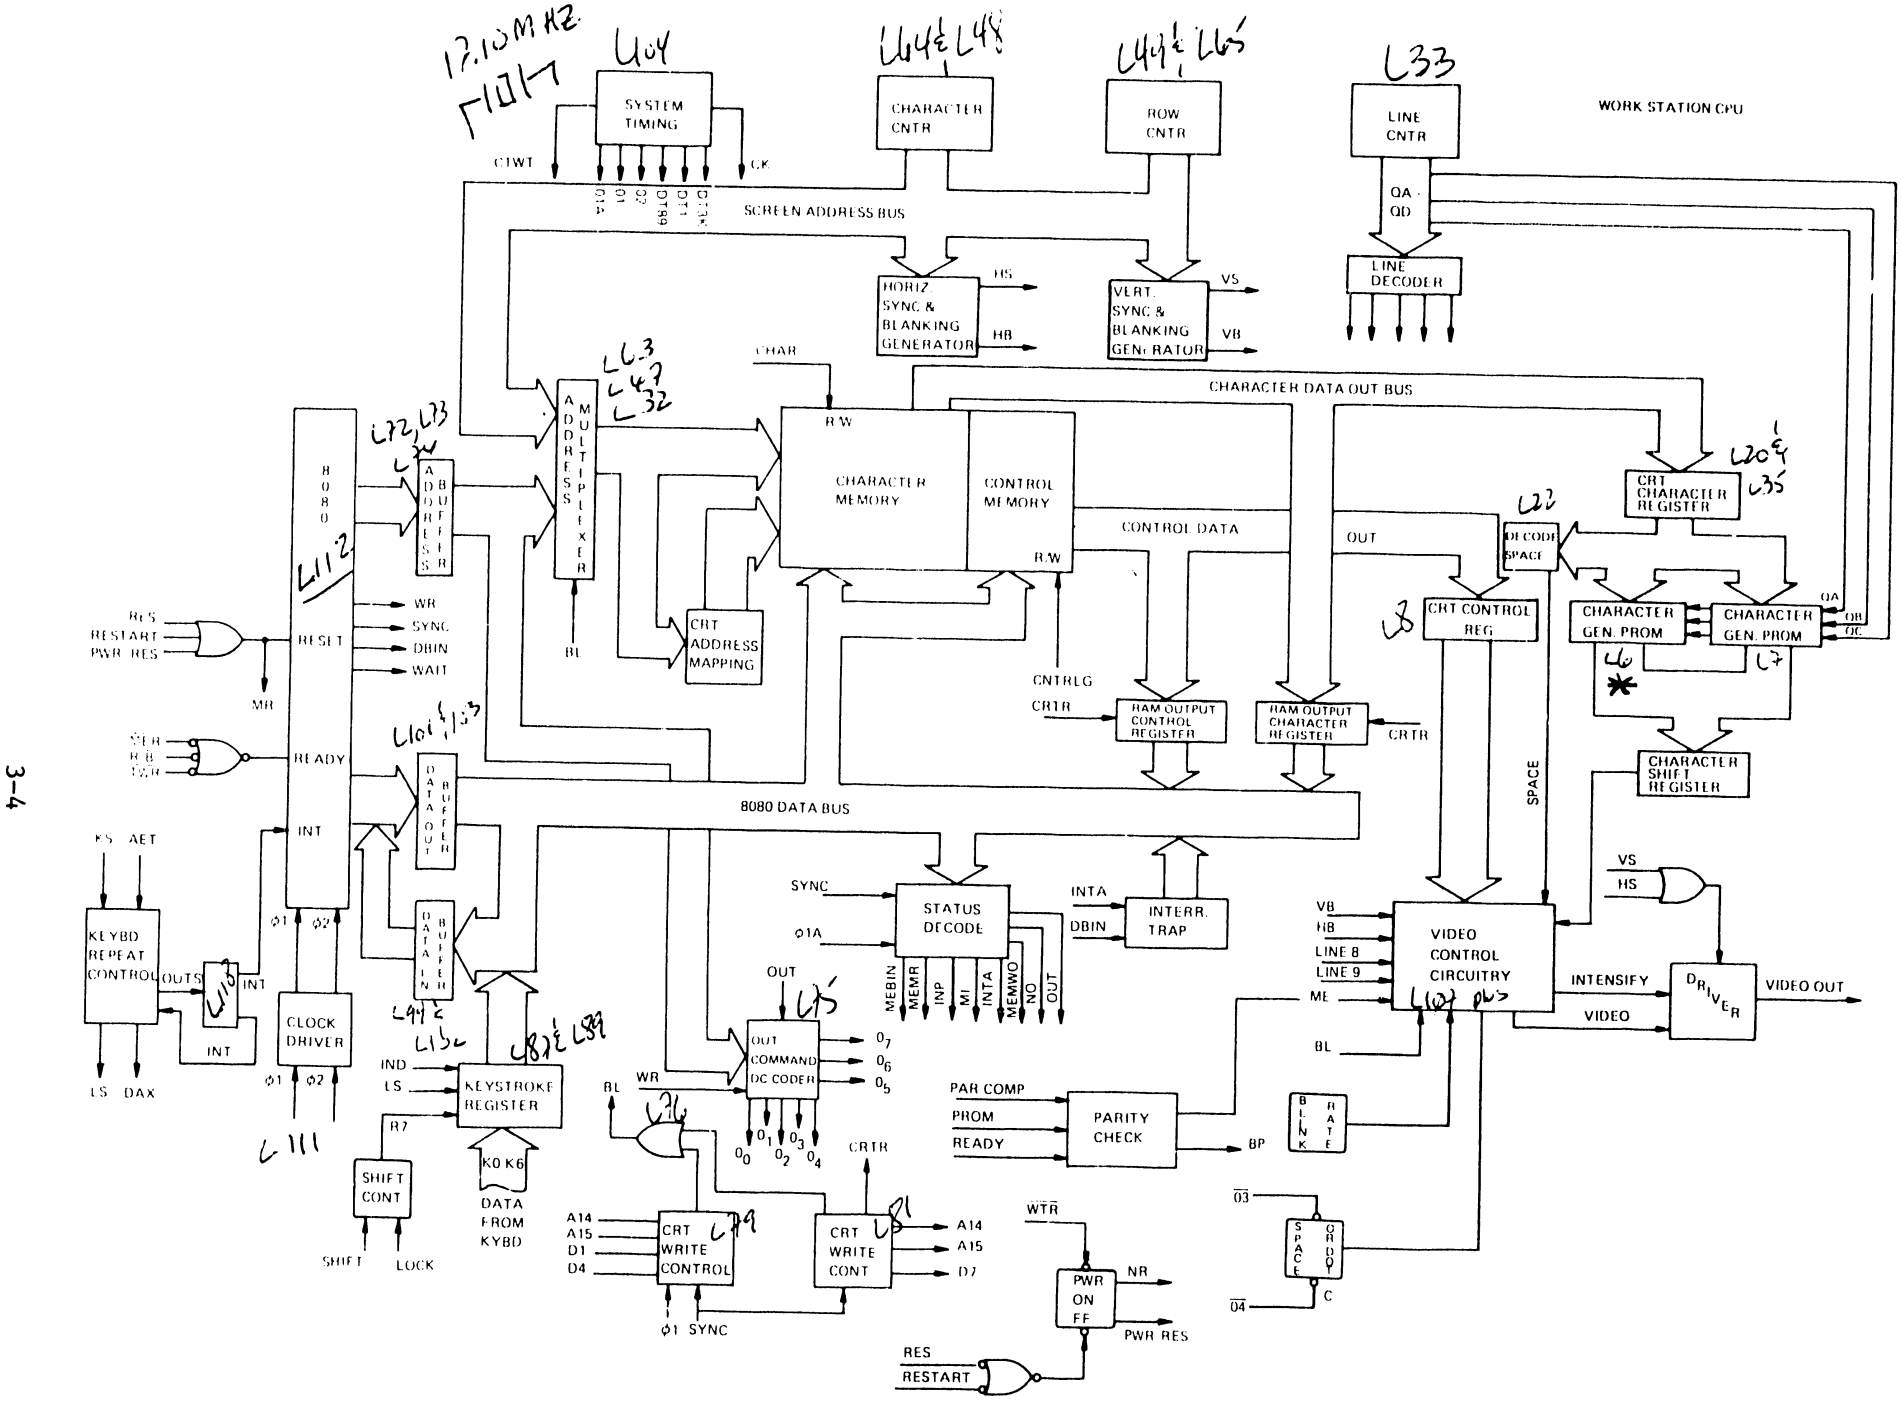 17.10 MHZ
L104
L64 & L48
L49 & L65
L33
WORK STATION CPU
SYSTEM TIMING
CHARACTER CNTR
ROW CNTR
LINE CNTR
C1WT
CK
O1A
O1
O2
DT89
DT1
DT3K
QA -
QD
SCREEN ADDRESS BUS
LINE DECODER
HORIZ. SYNC & BLANKING GENERATOR
HS
HB
VERT. SYNC & BLANKING GENERATOR
VS
VB
CHAR
L63
L47
L32
CHARACTER DATA OUT BUS
L72, L73
L74
8080
L112
ADDRESS BUFFER
ADDRESS MULTIPLEXER
R/W
CHARACTER MEMORY
CONTROL MEMORY
R/W
CONTROL DATA
OUT
L20 &
L35
CRT CHARACTER REGISTER
L22
DECODE SPACE
CRT ADDRESS MAPPING
BL
CNTRLG
L8
CRT CONTROL REG
CHARACTER GEN. PROM
CHARACTER GEN. PROM
QA
QB
QC
L6
*
L7
RES
RESTART
PWR RES
RESET
MR
WR
SYNC
DBIN
WAIT
CRTR
RAM OUTPUT CONTROL REGISTER
RAM OUTPUT CHARACTER REGISTER
CRTR
CHARACTER SHIFT REGISTER
SPACE
READY
L101 & 103
DATA OUT BUFFER
8080 DATA BUS
3-4
INT
KS AET
KEYBD REPEAT CONTROL
OUTS
L113
INT
INT
LS DAX
φ1 φ2
CLOCK DRIVER
φ1 φ2
L111
DATA IN BUFFER
IND
LS
R7
KEYSTROKE REGISTER
K0 K6
DATA FROM KYBD
SHIFT CONT
SHIFT
LOCK
SYNC
φ1A
STATUS DECODE
MEBIN
MEMR
INP
MI
INTA
MEMWO
NO
OUT
INTA
DBIN
INTERR. TRAP
OUT
L75
OUT COMMAND DECODER
WR
O7
O6
O5
O0
O1
O2
O3
O4
BL
L76
CRTR
A14
A15
D1
D4
CRT WRITE CONTROL
L79
φ1 SYNC
CRT WRITE CONT
A14
A15
D7
PAR COMP
PROM
READY
PARITY CHECK
BP
VB
HB
LINE 8
LINE 9
ME
BL
VIDEO CONTROL CIRCUITRY
VS
HS
INTENSIFY
VIDEO
DRIVER
VIDEO OUT
BLINK RATE
O3
O4
SPACE OR DOT
C
WTR
PWR ON FF
NR
PWR RES
RES
RESTART